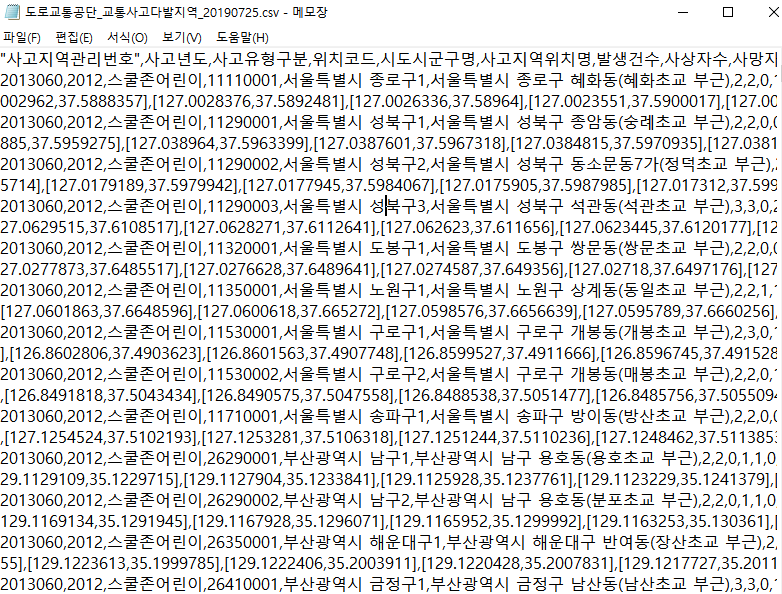 도로교통공단_교통사고다발지역_20190725.csv - 메모장
파일(F) 편집(E) 서식(O) 보기(V) 도움말(H)
"사고지역관리번호",사고년도,사고유형구분,위치코드,시도시군구명,사고지역위치명,발생건수,사상자수,사망자
2013060,2012,스쿨존어린이,11110001,서울특별시 종로구1,서울특별시 종로구 혜화동(혜화초교 부근),2,2,0,1
002962,37.5888357],[127.0028376,37.5892481],[127.0026336,37.58964],[127.0023551,37.5900017],[127.00
2013060,2012,스쿨존어린이,11290001,서울특별시 성북구1,서울특별시 성북구 종암동(숭례초교 부근),2,2,0,0
885,37.5959275],[127.038964,37.5963399],[127.0387601,37.5967318],[127.0384815,37.5970935],[127.0381
2013060,2012,스쿨존어린이,11290002,서울특별시 성북구2,서울특별시 성북구 동소문동7가(정덕초교 부근),2
5714],[127.0179189,37.5979942],[127.0177945,37.5984067],[127.0175905,37.5987985],[127.017312,37.599
2013060,2012,스쿨존어린이,11290003,서울특별시 성북구3,서울특별시 성북구 석관동(석관초교 부근),3,3,0,2
27.0629515,37.6108517],[127.0628271,37.6112641],[127.062623,37.611656],[127.0623445,37.6120177],[12
2013060,2012,스쿨존어린이,11320001,서울특별시 도봉구1,서울특별시 도봉구 쌍문동(쌍문초교 부근),2,2,0,0
27.0277873,37.6485517],[127.0276628,37.6489641],[127.0274587,37.649356],[127.02718,37.6497176],[127
2013060,2012,스쿨존어린이,11350001,서울특별시 노원구1,서울특별시 노원구 상계동(동일초교 부근),2,2,1,1
[127.0601863,37.6648596],[127.0600618,37.665272],[127.0598576,37.6656639],[127.0595789,37.6660256],
2013060,2012,스쿨존어린이,11530001,서울특별시 구로구1,서울특별시 구로구 개봉동(개봉초교 부근),2,3,0,1
],[126.8602806,37.4903623],[126.8601563,37.4907748],[126.8599527,37.4911666],[126.8596745,37.491528
2013060,2012,스쿨존어린이,11530002,서울특별시 구로구2,서울특별시 구로구 개봉동(매봉초교 부근),2,2,0,1
,[126.8491818,37.5043434],[126.8490575,37.5047558],[126.8488538,37.5051477],[126.8485756,37.5055094
2013060,2012,스쿨존어린이,11710001,서울특별시 송파구1,서울특별시 송파구 방이동(방산초교 부근),2,2,0,0
,[127.1254524,37.5102193],[127.1253281,37.5106318],[127.1251244,37.5110236],[127.1248462,37.5113853
2013060,2012,스쿨존어린이,26290001,부산광역시 남구1,부산광역시 남구 용호동(용호초교 부근),2,2,0,1,1,0
29.1129109,35.1229715],[129.1127904,35.1233841],[129.1125928,35.1237761],[129.1123229,35.1241379],[
2013060,2012,스쿨존어린이,26290002,부산광역시 남구2,부산광역시 남구 용호동(분포초교 부근),2,2,0,1,1,0
129.1169134,35.1291945],[129.1167928,35.1296071],[129.1165952,35.1299992],[129.1163253,35.130361],[
2013060,2012,스쿨존어린이,26350001,부산광역시 해운대구1,부산광역시 해운대구 반여동(장산초교 부근),2
55],[129.1223613,35.1999785],[129.1222406,35.2003911],[129.1220428,35.2007831],[129.1217727,35.2011
2013060,2012,스쿨존어린이,26410001,부산광역시 금정구1,부산광역시 금정구 남산동(남산초교 부근),3,3,0,1